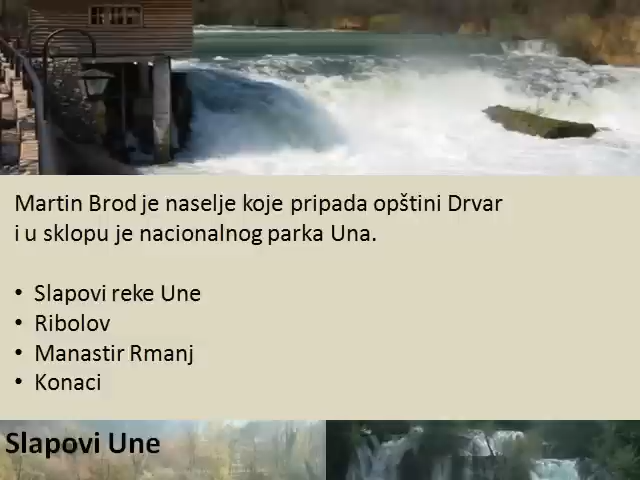 Martin Brod je naselje koje pripada opštini Drvar
i u sklopu je nacionalnog parka Una.
• Slapovi reke Une
• Ribolov
• Manastir Rmanj
• Konaci
Slapovi Une